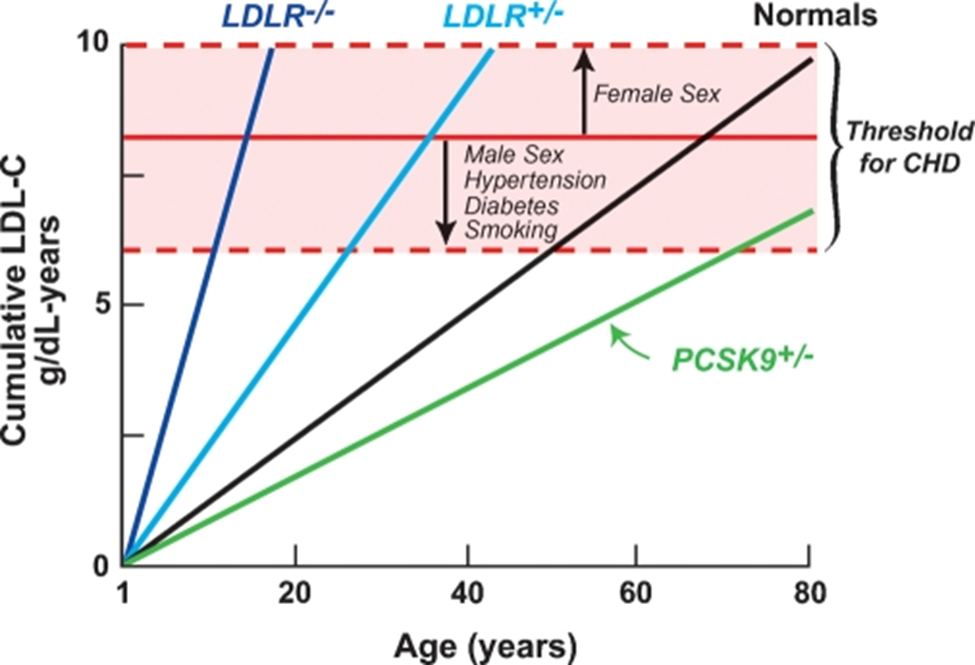 LDLR-/-
LDLR+/-
Normals
10
Female Sex
Threshold
for CHD
Male Sex
Hypertension
Diabetes
Smoking
Cumulative LDL-C
g/dL-years
5
PCSK9+/-
0
1
20
40
60
80
Age (years)